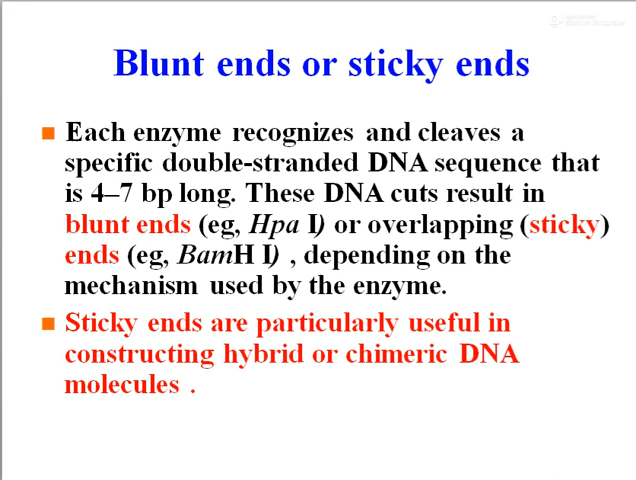 Blunt ends or sticky ends
Each enzyme recognizes and cleaves a
specific double-stranded DNA sequence that
is 4–7 bp long. These DNA cuts result in
blunt ends (eg, Hpa I) or overlapping (sticky)
ends (eg, BamH I) , depending on the
mechanism used by the enzyme.
Sticky ends are particularly useful in
constructing hybrid or chimeric DNA
molecules .